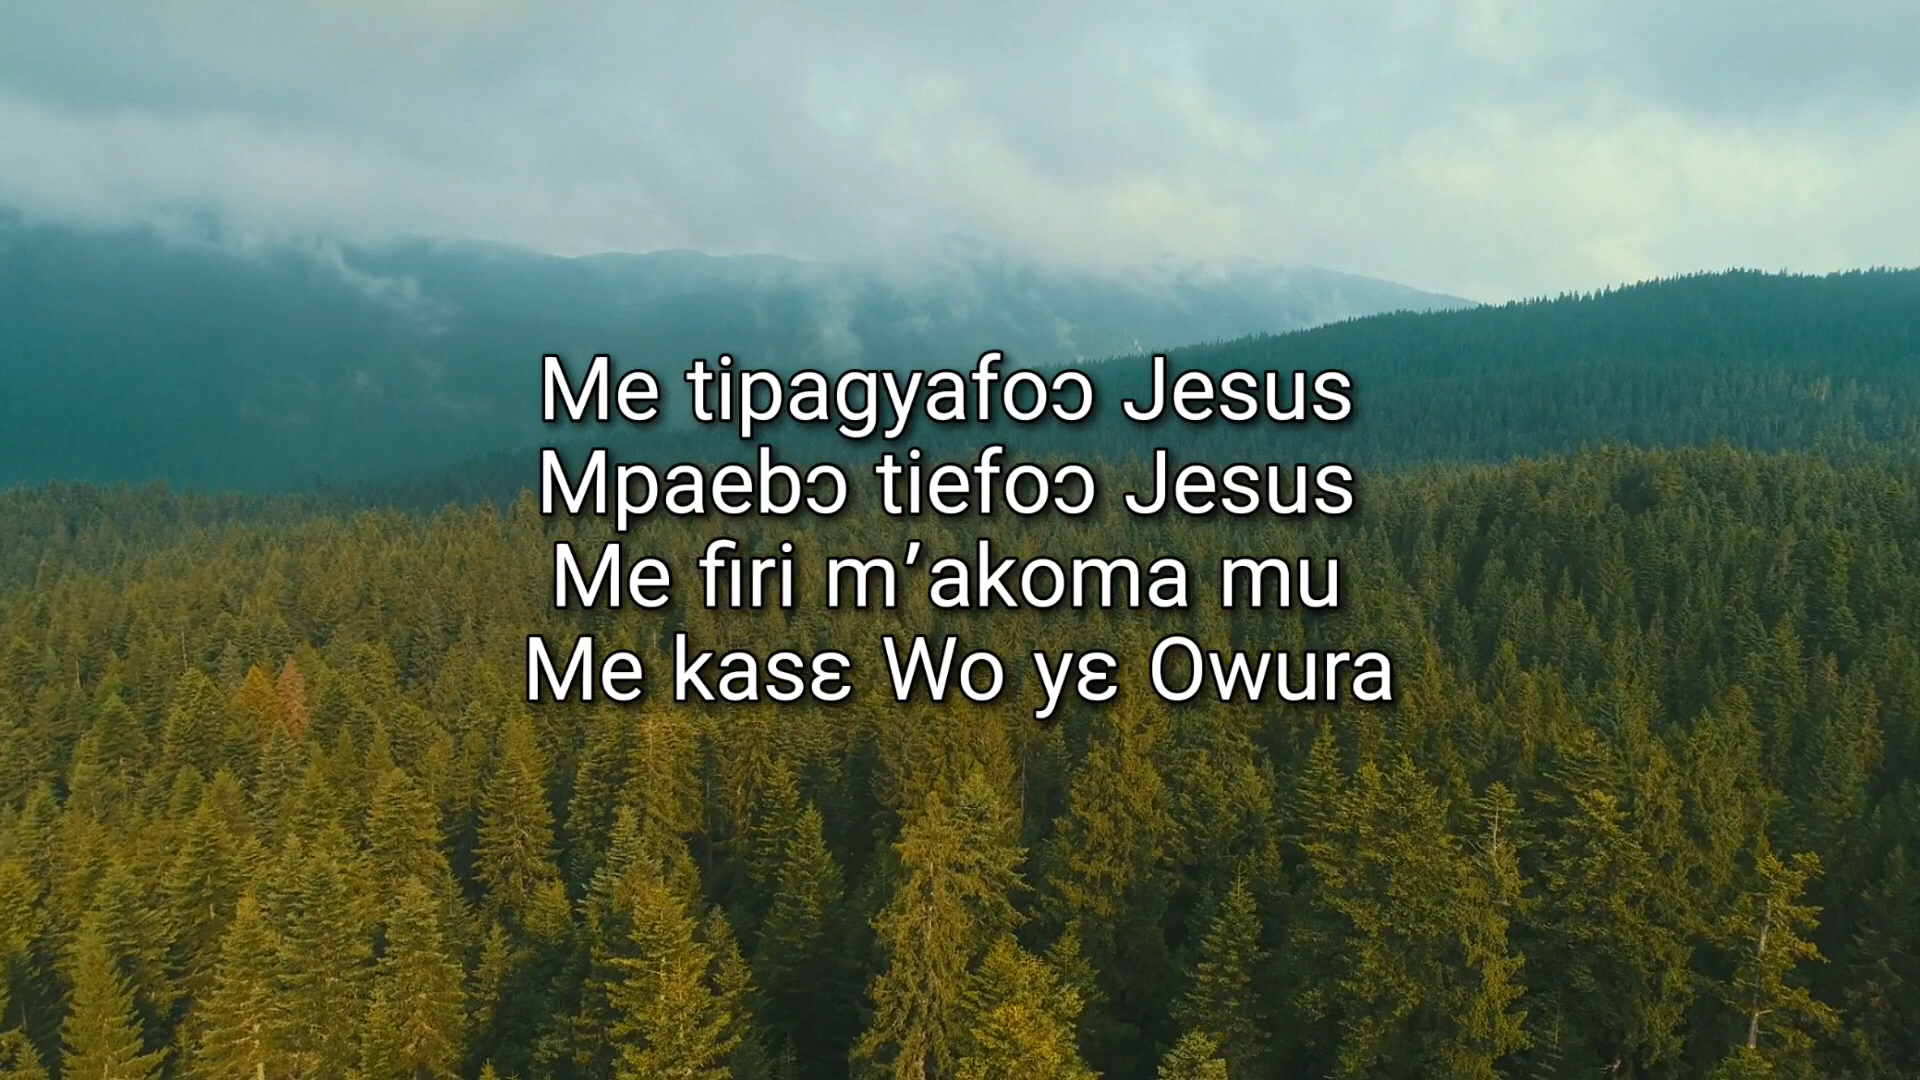 Me tipagyafoɔ Jesus
Mpaebɔ tiefoɔ Jesus
Me firi m’akoma mu
Me kasɛ Wo yɛ Owura